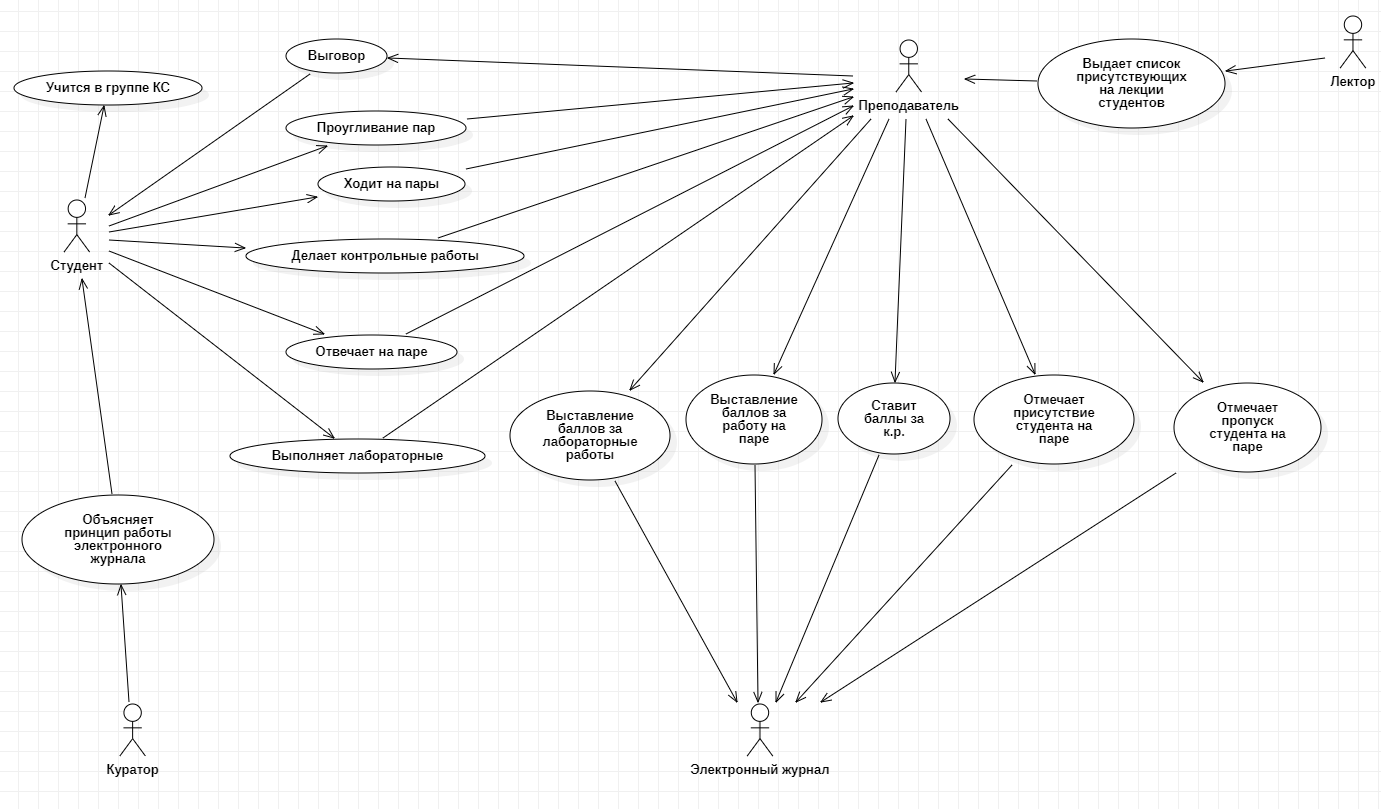 Выговор
Учится в группе КС
Проугливание пар
Ходит на пары
Делает контрольные работы
Отвечает на паре
Выполняет лабораторные
Студент
Преподаватель
Выдает список
присутствующих
на лекции
студентов
Лектор
Выставление
баллов за
лабораторные
работы
Выставление
баллов за
работу на
паре
Ставит
баллы за
к.р.
Отмечает
присутствие
студента на
паре
Отмечает
пропуск
студента на
паре
Объясняет
принцип работы
электронного
журнала
Куратор
Электронный журнал